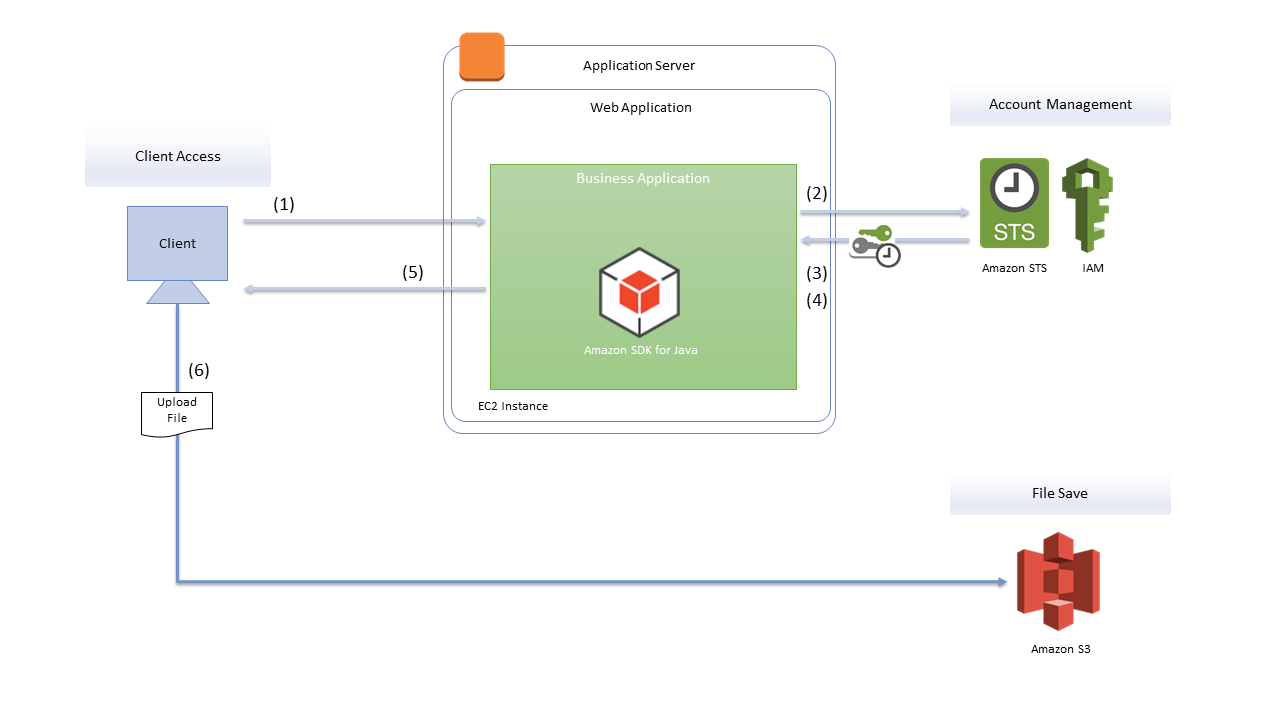 Application Server
Web Application
Account Management
Client Access
Business Application
(1)
(2)
Client
STS
Amazon STS
IAM
(5)
(3)
(4)
Amazon SDK for Java
(6)
Upload
File
EC2 Instance
File Save
Amazon S3